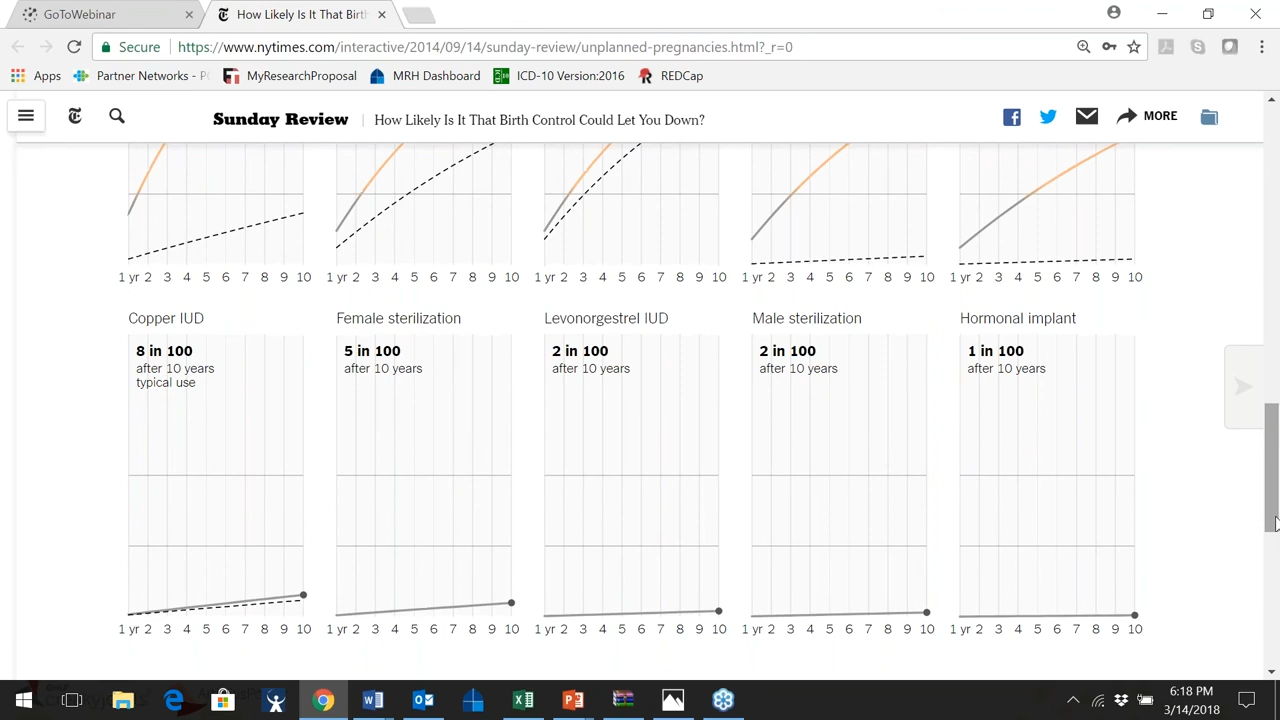 GoToWebinar
How Likely Is It That Birth
Secure
https://www.nytimes.com/interactive/2014/09/14/sunday-review/unplanned-pregnancies.html?_r=0
Apps
Partner Networks - PC
MyResearchProposal
MRH Dashboard
ICD-10 Version:2016
REDCap
Sunday Review | How Likely Is It That Birth Control Could Let You Down?
MORE
1 yr 2 3 4 5 6 7 8 9 10
1 yr 2 3 4 5 6 7 8 9 10
1 yr 2 3 4 5 6 7 8 9 10
1 yr 2 3 4 5 6 7 8 9 10
1 yr 2 3 4 5 6 7 8 9 10
Copper IUD
8 in 100
after 10 years
typical use
1 yr 2 3 4 5 6 7 8 9 10
Female sterilization
5 in 100
after 10 years
1 yr 2 3 4 5 6 7 8 9 10
Levonorgestrel IUD
2 in 100
after 10 years
1 yr 2 3 4 5 6 7 8 9 10
Male sterilization
2 in 100
after 10 years
1 yr 2 3 4 5 6 7 8 9 10
Hormonal implant
1 in 100
after 10 years
1 yr 2 3 4 5 6 7 8 9 10
6:18 PM
3/14/2018